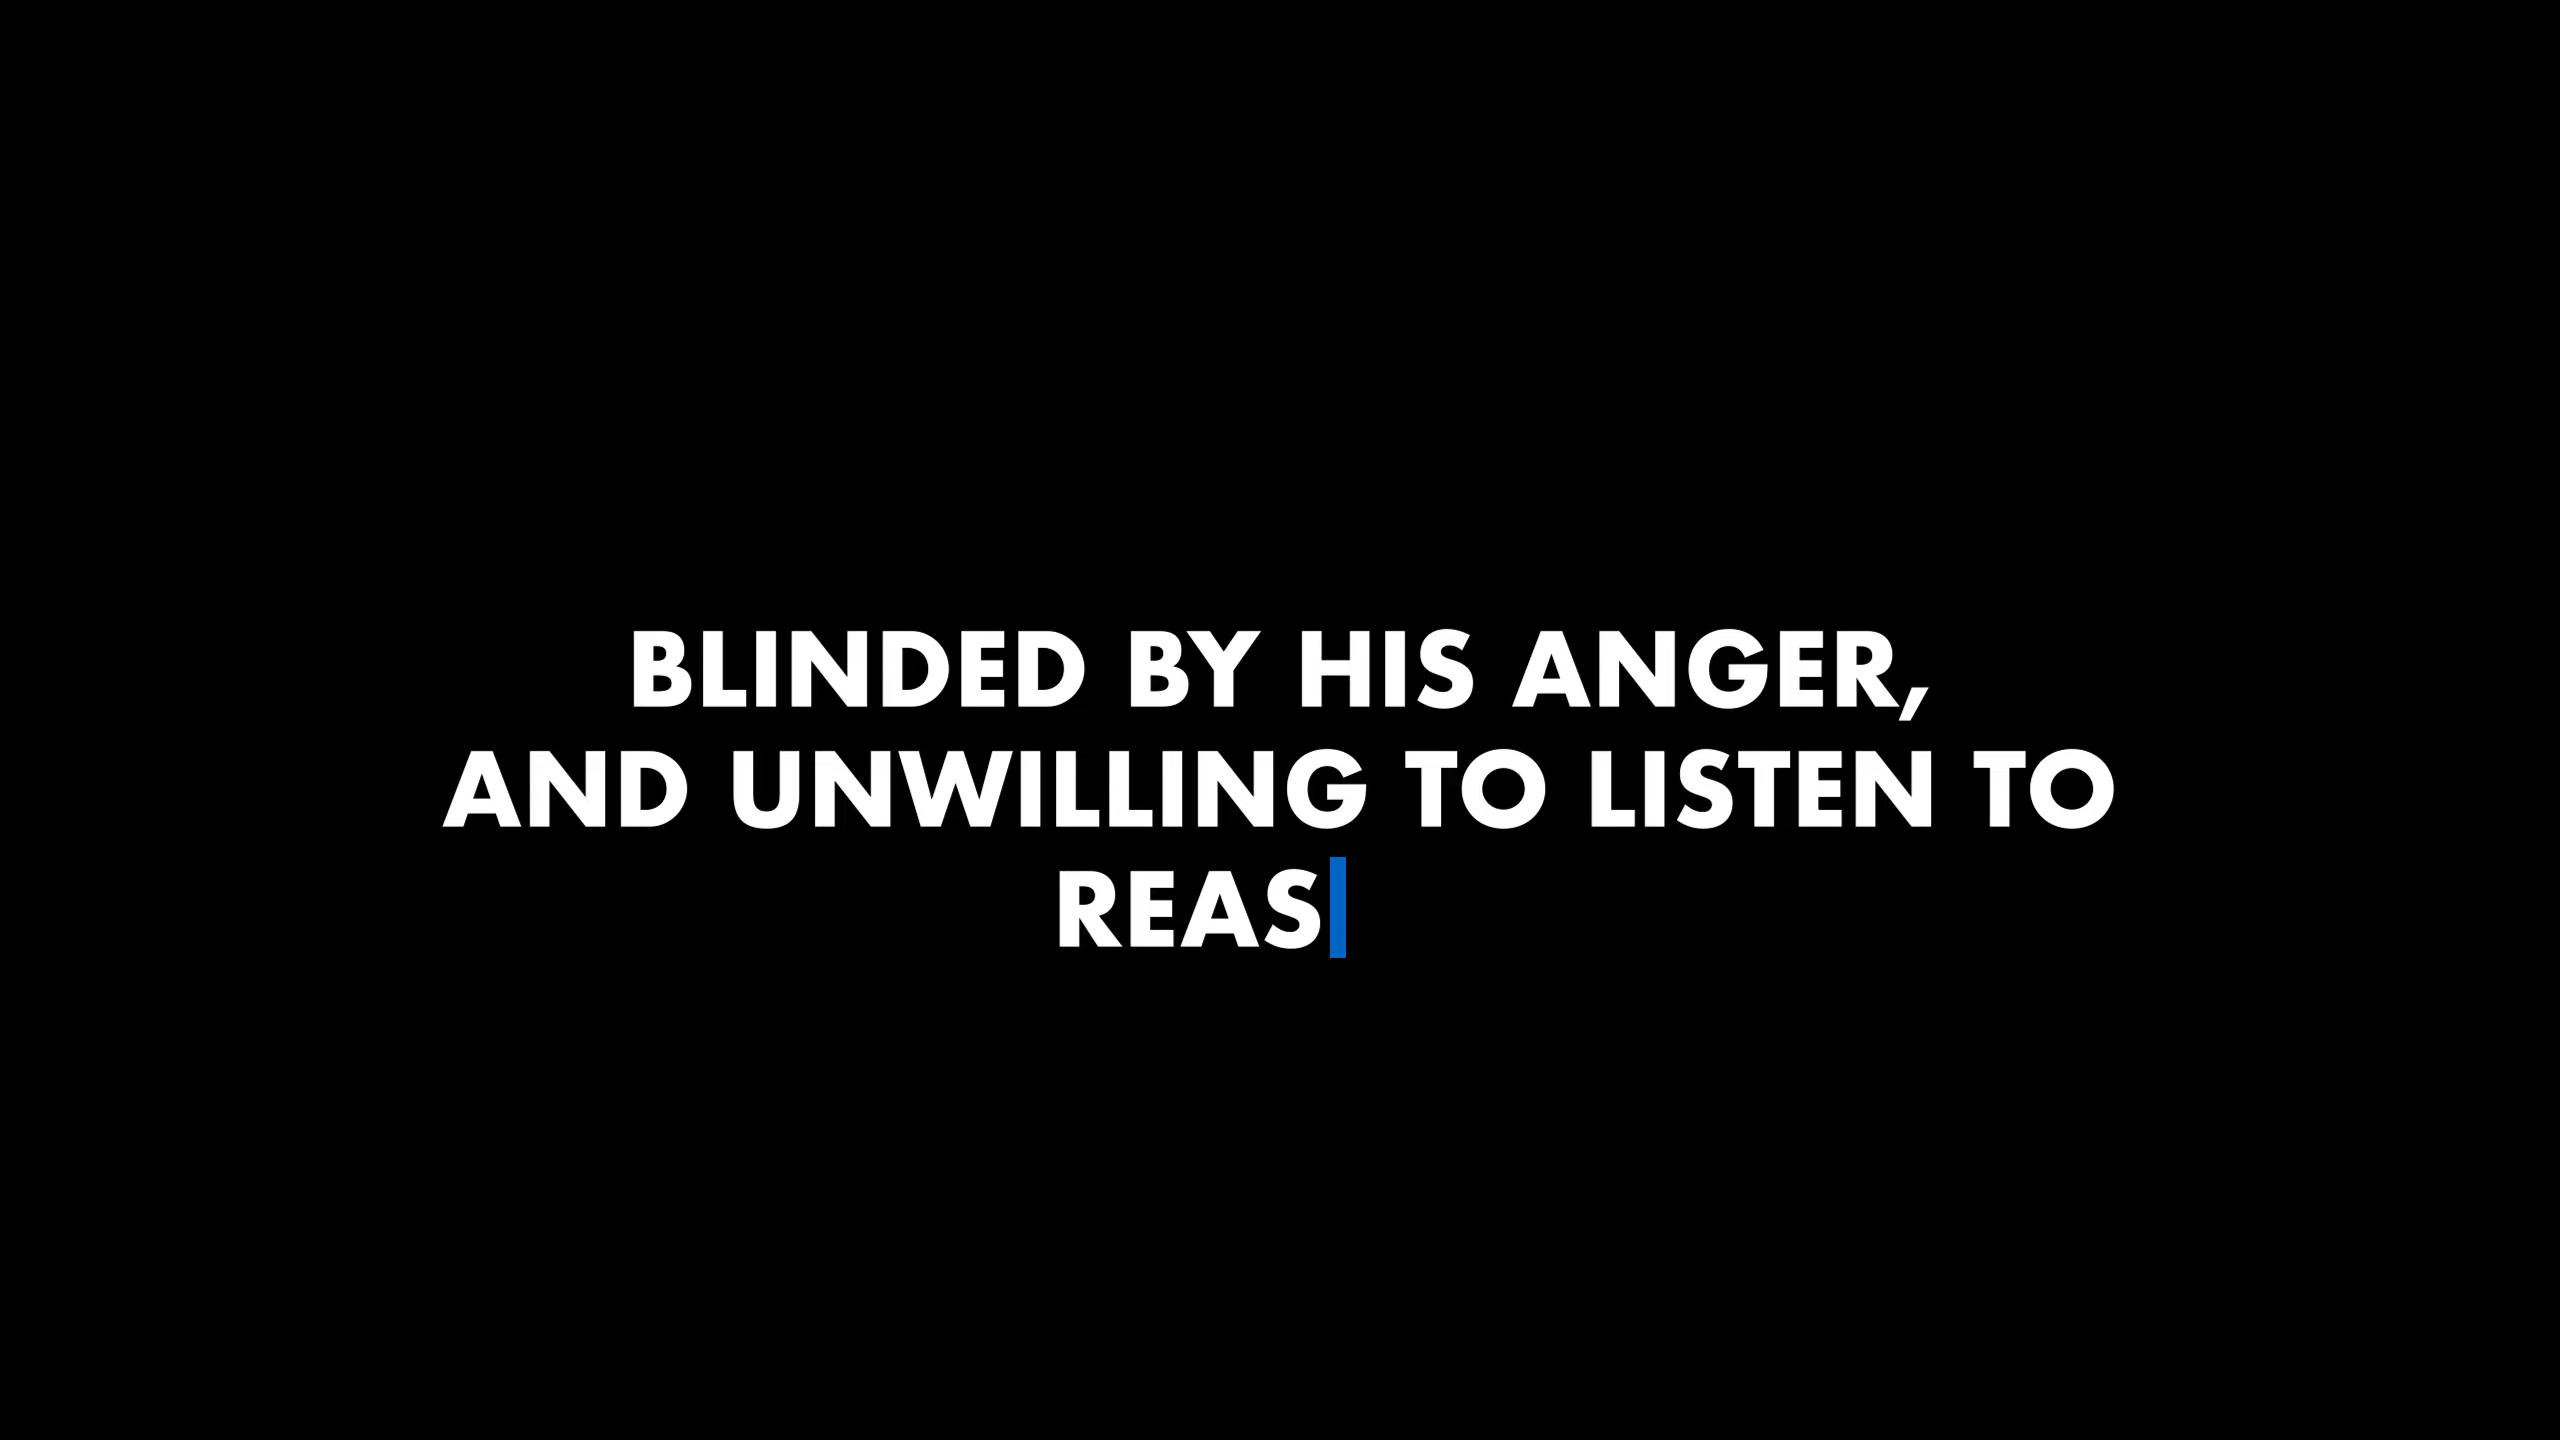 BLINDED BY HIS ANGER,
AND UNWILLING TO LISTEN TO
REAS